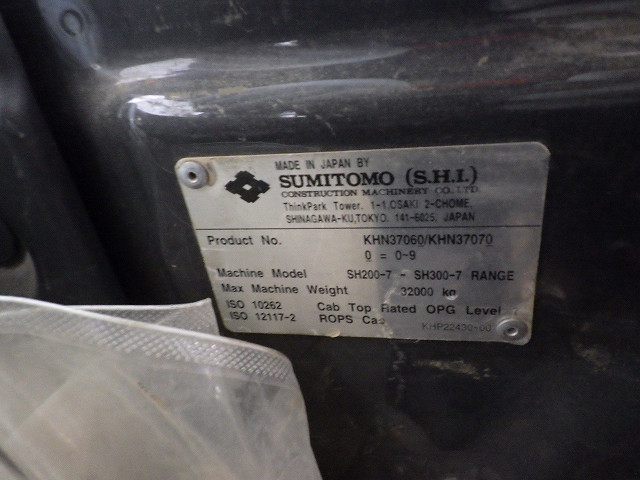 MADE IN JAPAN BY
SUMITOMO (S.H.I.)
CONSTRUCTION MACHINERY CO., LTD.
ThinkPark Tower. 1-1,OSAKI 2-CHOME,
SHINAGAWA-KU,TOKYO. 141-6025, JAPAN
Product No. KHN37060/KHN37070
0 = 0-9
Machine Model SH200-7 - SH300-7 RANGE
Max Machine Weight 32000 kg
ISO 10262 Cab Top Rated OPG Level
ISO 12117-2 ROPS Cab
KHP22430-00